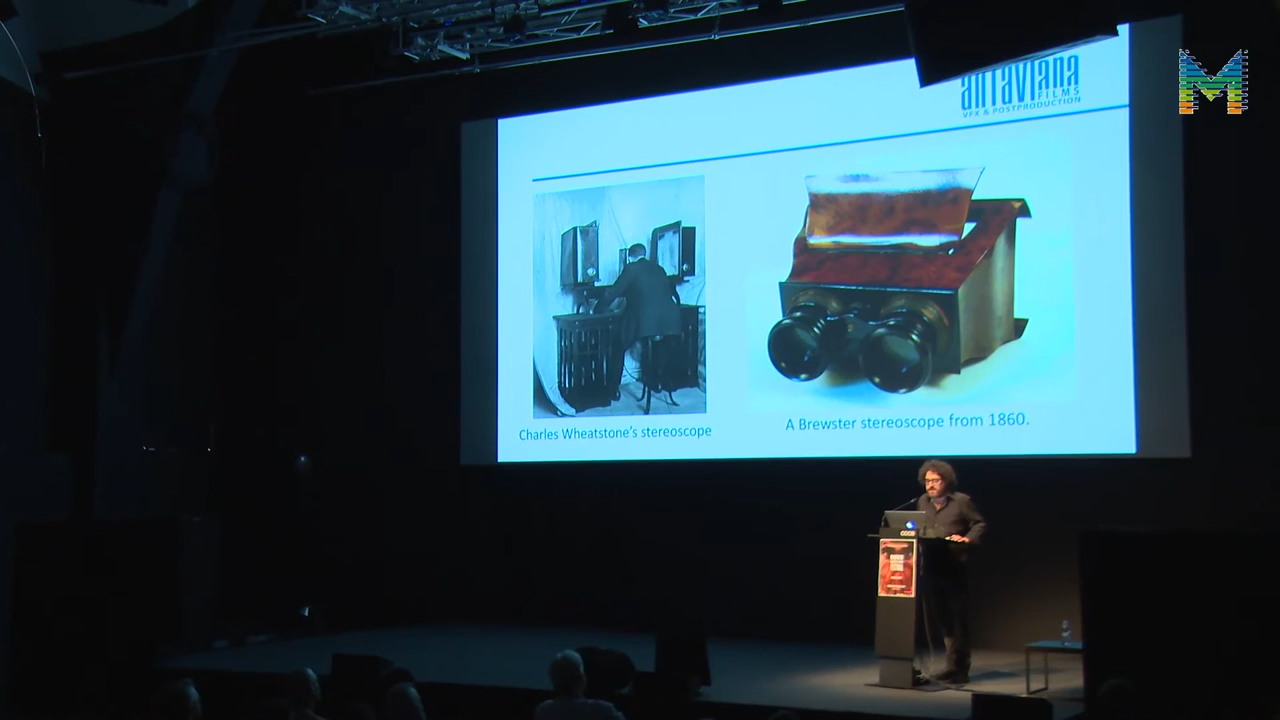 antaviana
FILMS
VFX & POSTPRODUCTION
Charles Wheatstone's stereoscope
A Brewster stereoscope from 1860.
M